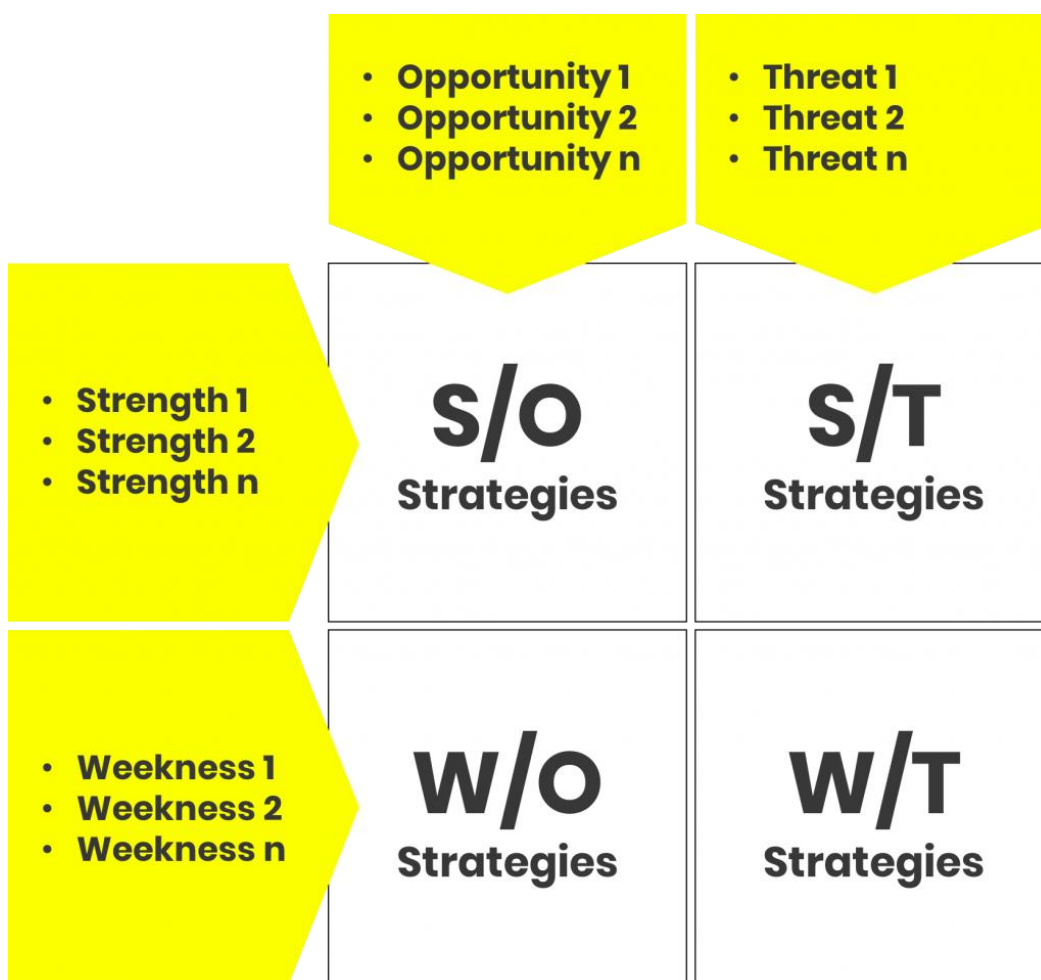 • Opportunity 1
• Opportunity 2
• Opportunity n
• Threat 1
• Threat 2
• Threat n
• Strength 1
• Strength 2
• Strength n
S/O
Strategies
S/T
Strategies
• Weekness 1
• Weekness 2
• Weekness n
W/O
Strategies
W/T
Strategies